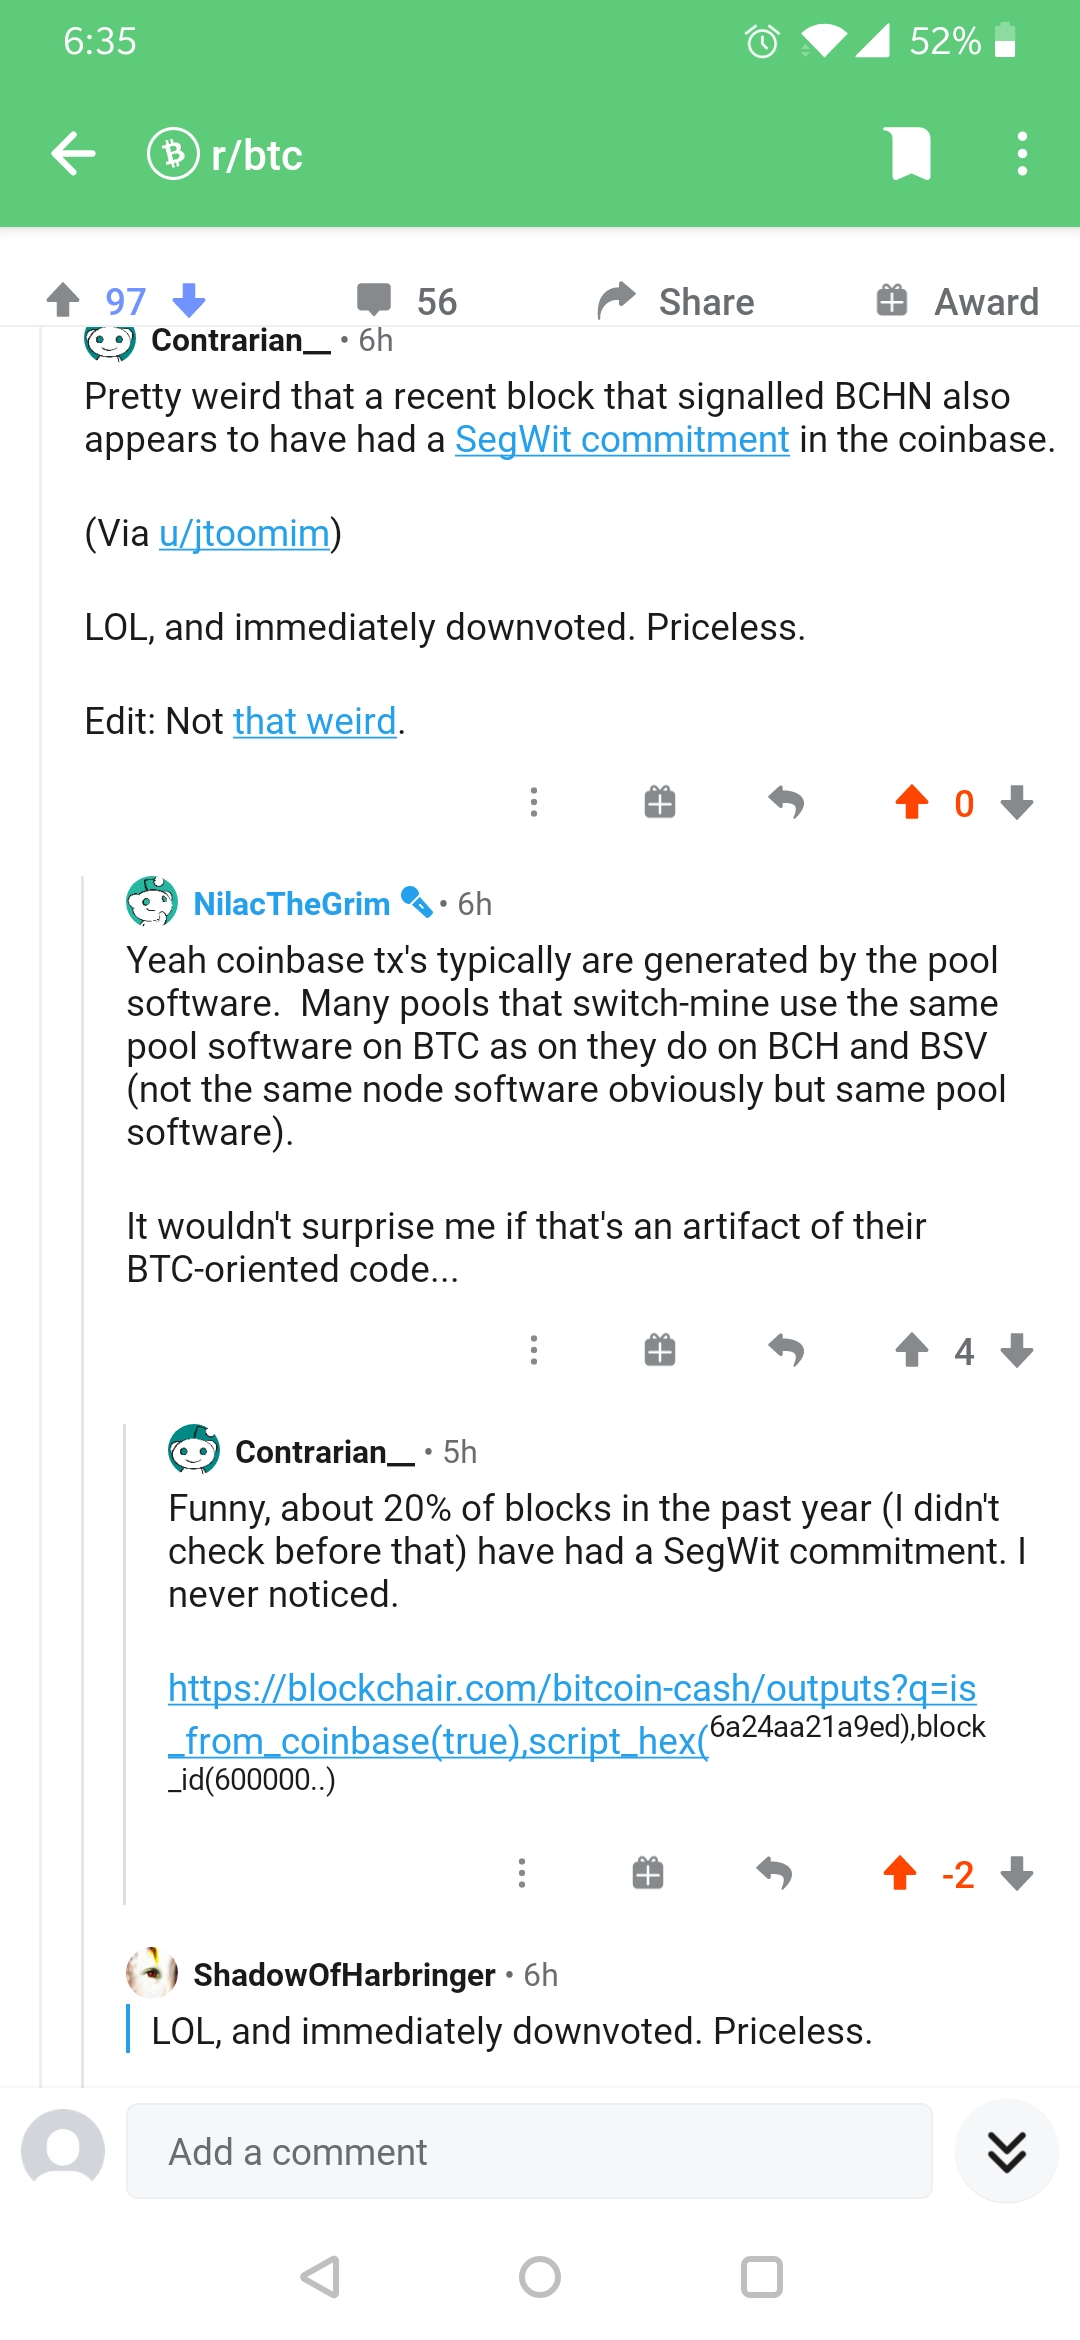 6:35 52%
r/btc
97 56 Share Award
Contrarian__ • 6h
Pretty weird that a recent block that signalled BCHN also
appears to have had a SegWit commitment in the coinbase.
(Via u/jtoomim)
LOL, and immediately downvoted. Priceless.
Edit: Not that weird.
0
NilacTheGrim • 6h
Yeah coinbase tx's typically are generated by the pool
software.  Many pools that switch-mine use the same
pool software on BTC as on they do on BCH and BSV
(not the same node software obviously but same pool
software).
It wouldn't surprise me if that's an artifact of their
BTC-oriented code...
4
Contrarian__ • 5h
Funny, about 20% of blocks in the past year (I didn't
check before that) have had a SegWit commitment. I
never noticed.
https://blockchair.com/bitcoin-cash/outputs?q=is
_from_coinbase(true),script_hex(6a24aa21a9ed),block
_id(600000..)
-2
ShadowOfHarbringer • 6h
LOL, and immediately downvoted. Priceless.
Add a comment